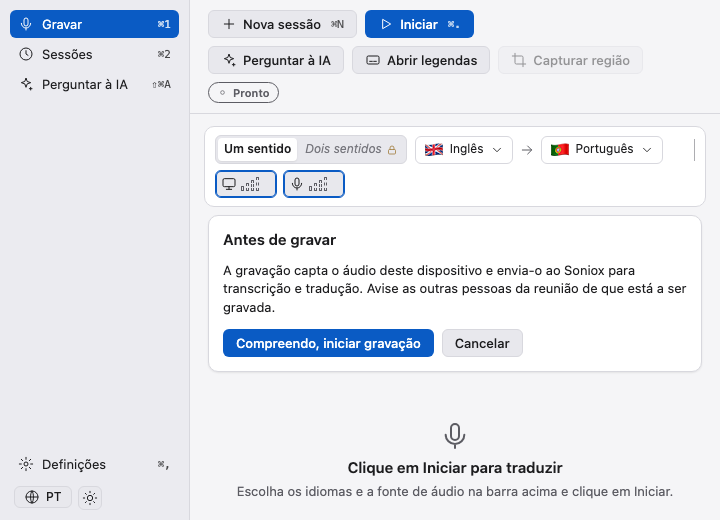 Gravar ⌘1
Sessões ⌘2
Perguntar à IA ⇧⌘A
Definições ⌘,
PT
Nova sessão ⌘N
Iniciar ⌘.
Perguntar à IA
Abrir legendas
Capturar região
Pronto
Um sentido
Dois sentidos
Inglês
Português
Antes de gravar
A gravação capta o áudio deste dispositivo e envia-o ao Soniox para
transcrição e tradução. Avise as outras pessoas da reunião de que está a ser
gravada.
Compreendo, iniciar gravação
Cancelar
Clique em Iniciar para traduzir
Escolha os idiomas e a fonte de áudio na barra acima e clique em Iniciar.